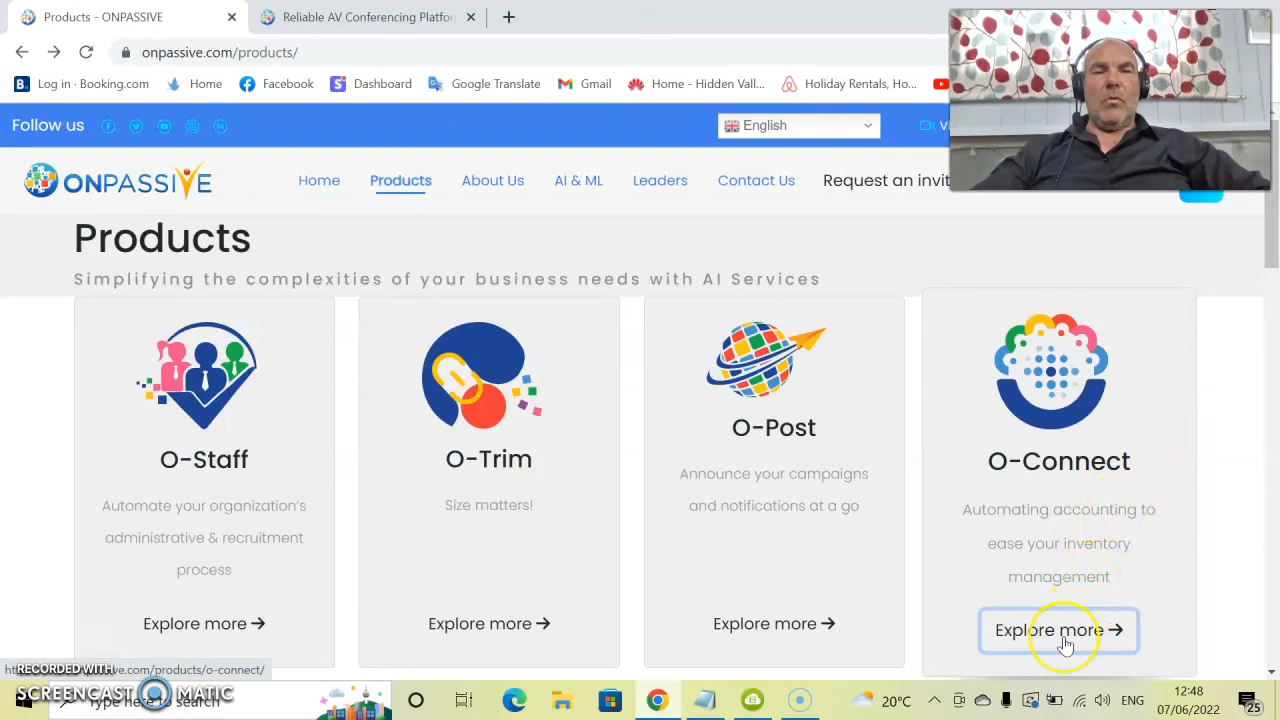 Products - ONPASSIVE
Reliable AV Conferencing Platfo
onpassive.com/products/
Log in - Booking.com
Home
Facebook
Dashboard
Google Translate
Gmail
Home - Hidden Vall...
Holiday Rentals, Ho...
Follow us
English
Vi
ONPASSIVE
Home
Products
About Us
AI & ML
Leaders
Contact Us
Request an invit
Products
Simplifying the complexities of your business needs with AI Services
O-Staff
Automate your organization's
administrative & recruitment
process
Explore more →
O-Trim
Size matters!
Explore more →
O-Post
Announce your campaigns
and notifications at a go
Explore more →
O-Connect
Automating accounting to
ease your inventory
management
Explore more →
passive.com/products/o-connect/
RECORDED WITH
SCREENCAST MATIC
Type here to
20°C
ENG
12:48
07/06/2022
25